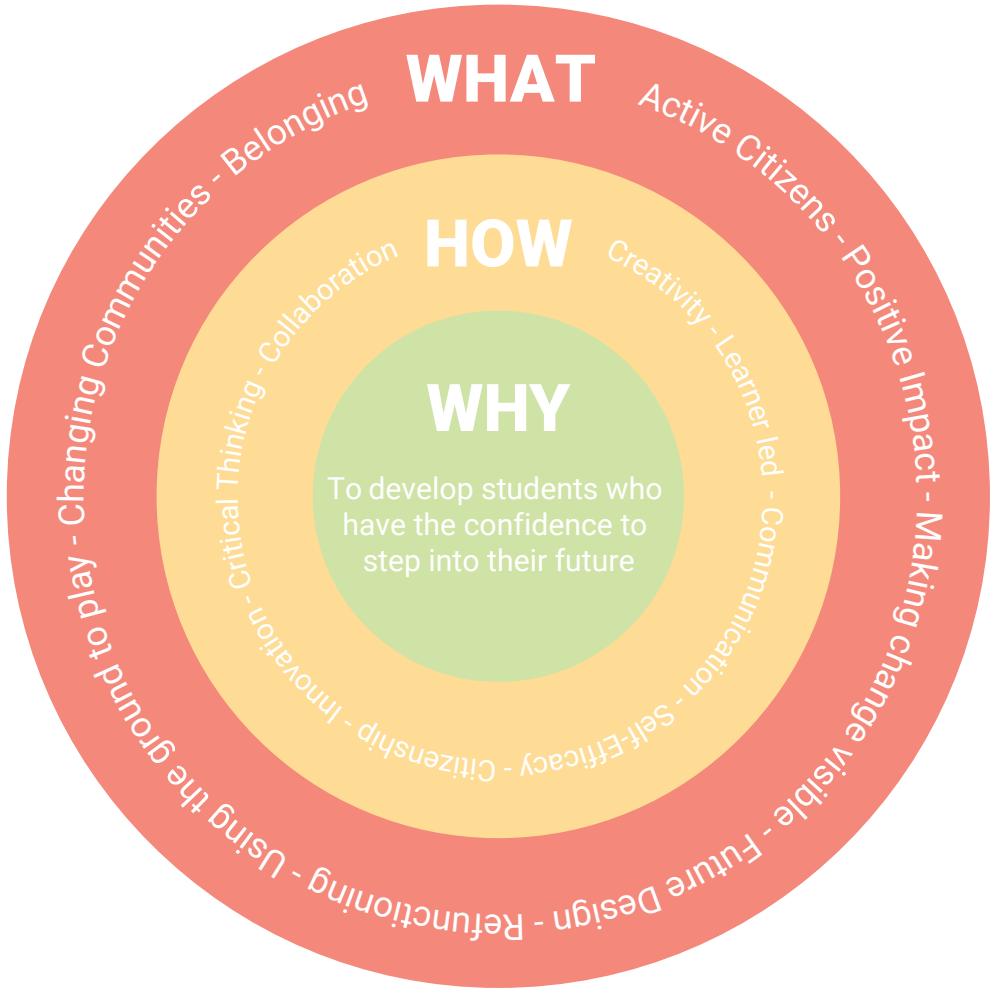 WHAT
Active Citizens - Positive Impact - Making change visible - Future Design - Refunctioning - Using the ground to play - Changing Communities - Belonging
HOW
Creativity - Learner led - Communication - Self-Efficacy - Citizenship - Innovation - Critical Thinking - Collaboration
WHY
To develop students who
have the confidence to
step into their future